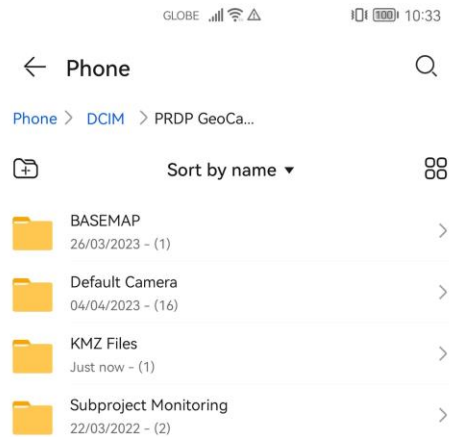 GLOBE 100 10:33
Phone
Phone > DCIM > PRDP GeoCa...
Sort by name ▼
BASEMAP
26/03/2023 - (1)
Default Camera
04/04/2023 - (16)
KMZ Files
Just now - (1)
Subproject Monitoring
22/03/2022 - (2)